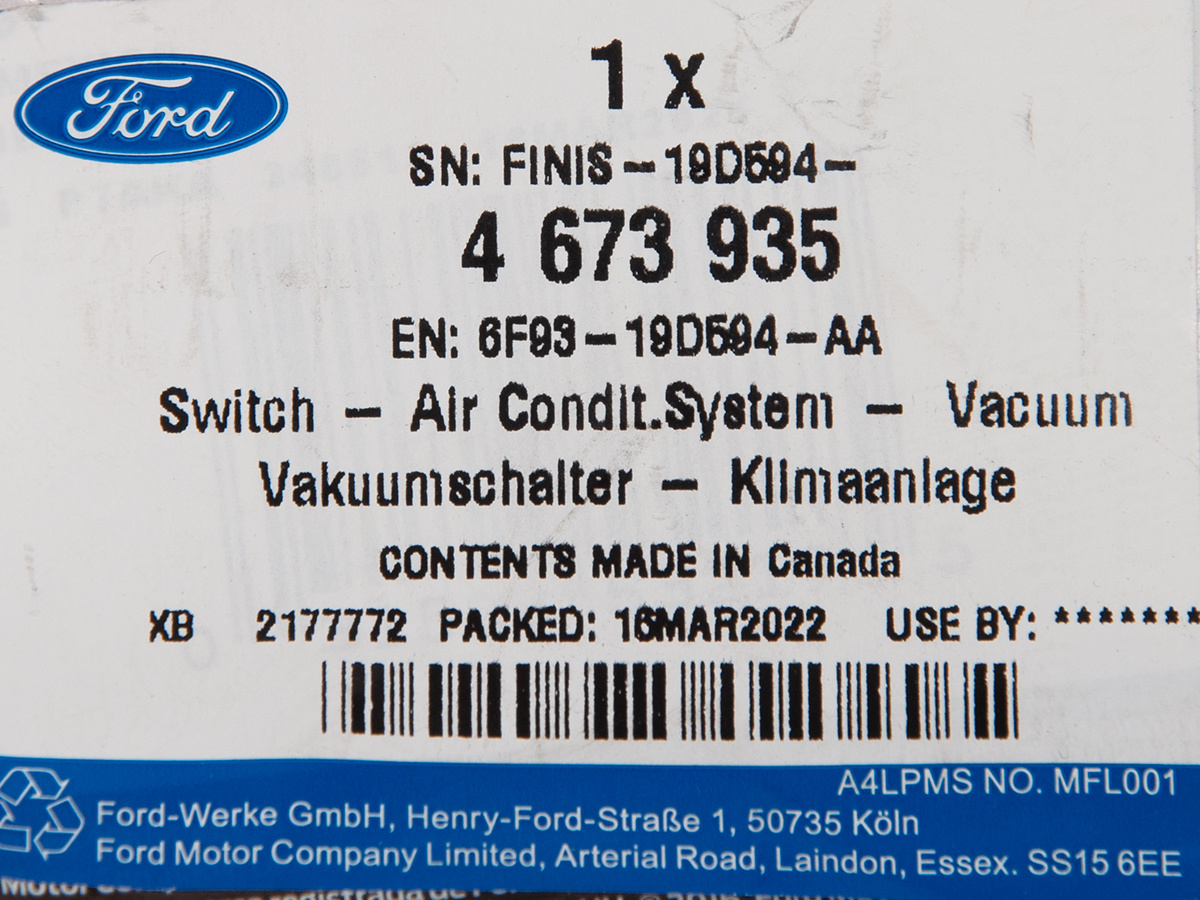 Ford
1 x
SN: FINIS-19D594-
4 673 935
EN: 6F93-19D594-AA
Switch - Air Condit.System - Vacuum
Vakuumschalter - Klimaanlage
CONTENTS MADE IN Canada
XB 2177772 PACKED: 16MAR2022 USE BY: *******
A4LPMS NO. MFL001
Ford-Werke GmbH, Henry-Ford-Straße 1, 50735 Köln
Ford Motor Company Limited, Arterial Road, Laindon, Essex. SS15 6EE